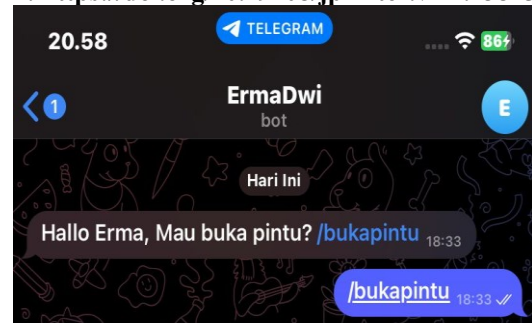 20.58
TELEGRAM
86
1
ErmaDwi
bot
E
Hari Ini
Hallo Erma, Mau buka pintu? /bukapintu 18:33
/bukapintu 18:33